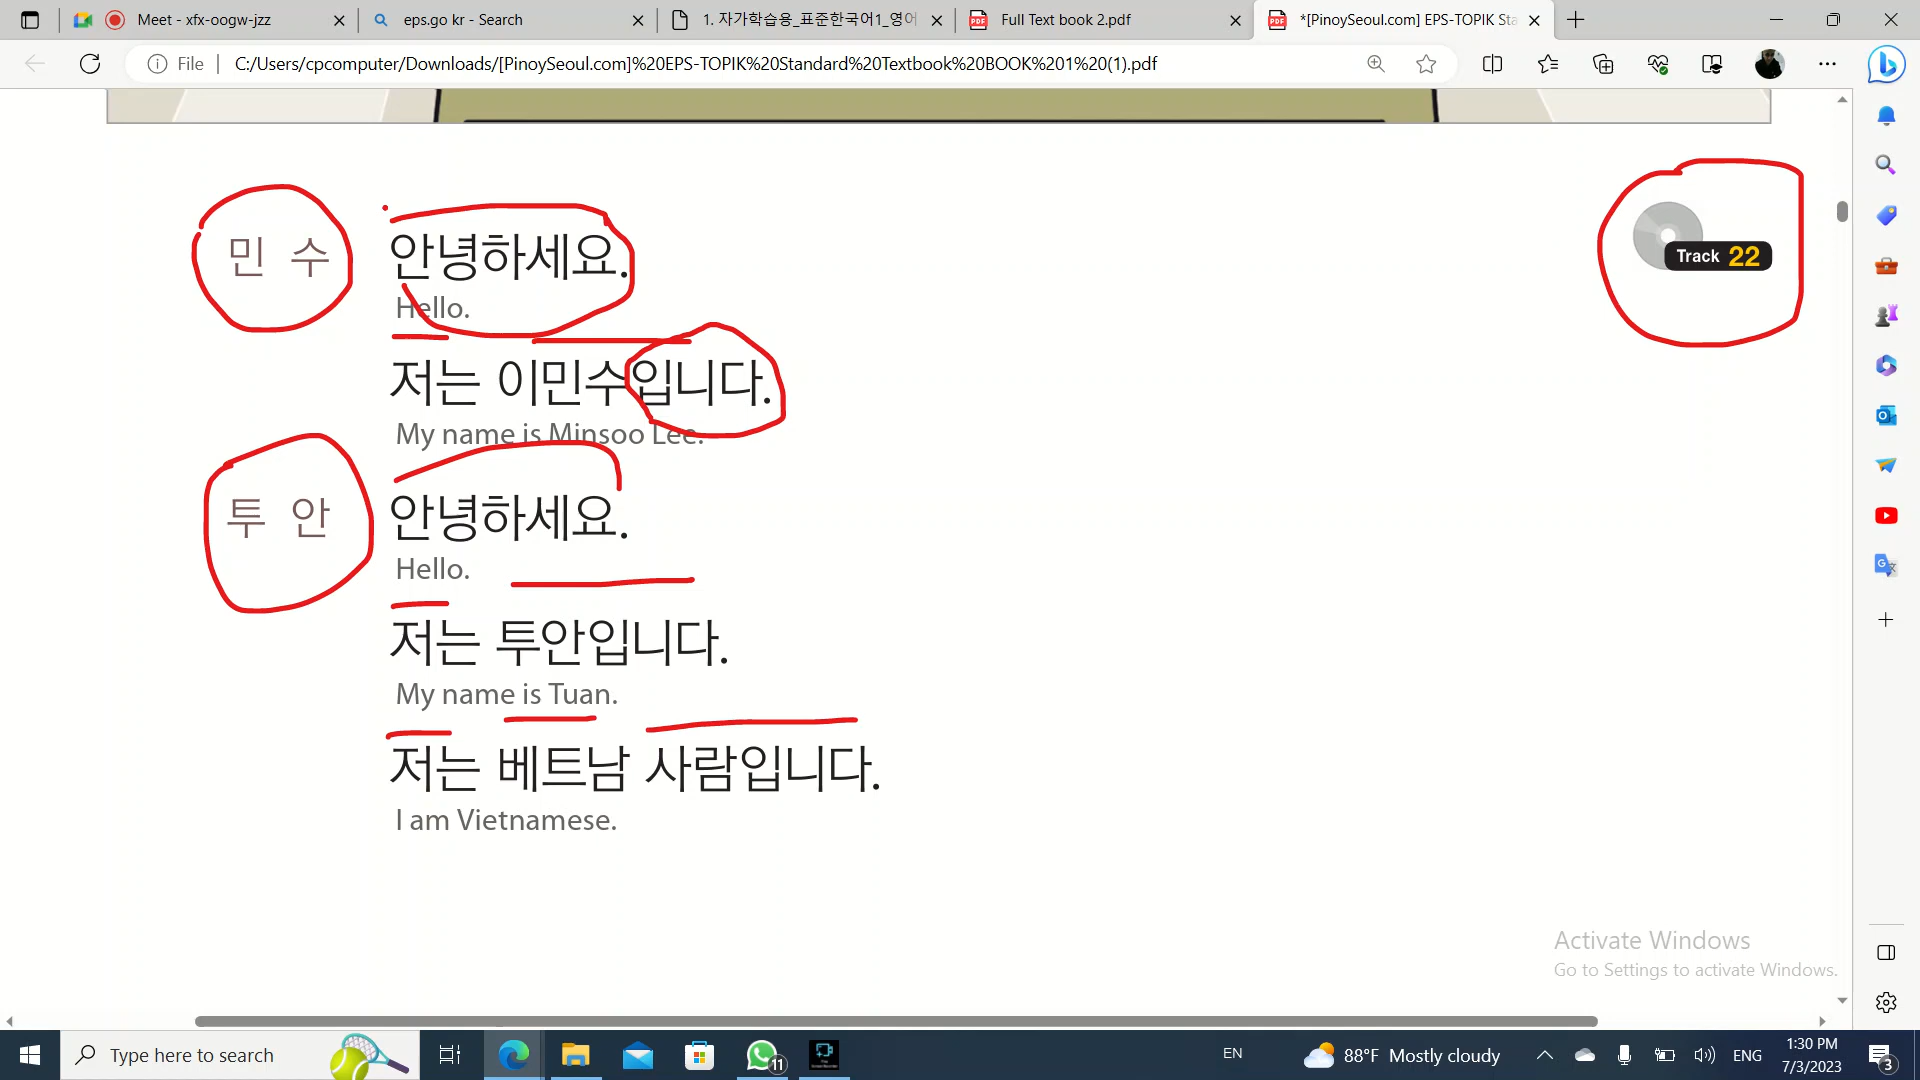 Meet - xfx-oogw-jzz
eps.go kr - Search
1. 자가학습용_표준한국어1_영어
Full Text book 2.pdf
*[PinoySeoul.com] EPS-TOPIK Sta
File
C:/Users/cpcomputer/Downloads/[PinoySeoul.com]%20EPS-TOPIK%20Standard%20Textbook%20BOOK%201%20(1).pdf
민 수 안녕하세요.
Hello.
Track 22
저는 이민수입니다.
My name is Minsoo Lee.
투 안 안녕하세요.
Hello.
저는 투안입니다.
My name is Tuan.
저는 베트남 사람입니다.
I am Vietnamese.
Activate Windows
Go to Settings to activate Windows.
Type here to search
11
EN
88°F Mostly cloudy
ENG
1:30 PM
7/3/2023
3